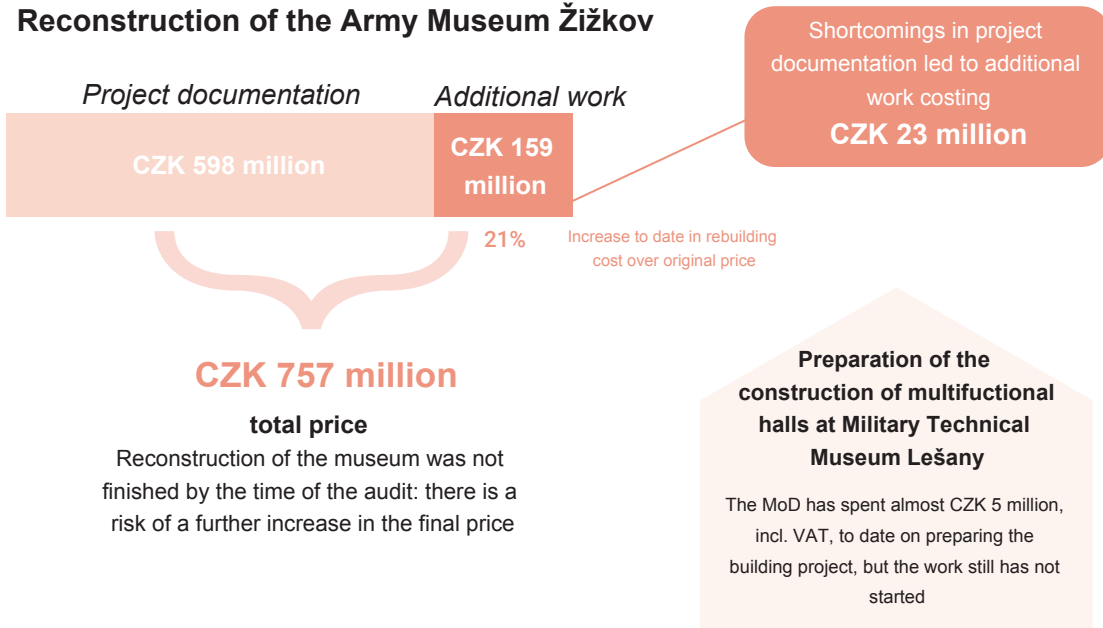 Reconstruction of the Army Museum Žižkov
Project documentation
Additional work
CZK 598 million
CZK 159
million
Shortcomings in project
documentation led to additional
work costing
CZK 23 million
21%
Increase to date in rebuilding
cost over original price
CZK 757 million
total price
Reconstruction of the museum was not
finished by the time of the audit: there is a
risk of a further increase in the final price
Preparation of the
construction of multifuctional
halls at Military Technical
Museum Lešany
The MoD has spent almost CZK 5 million,
incl. VAT, to date on preparing the
building project, but the work still has not
started